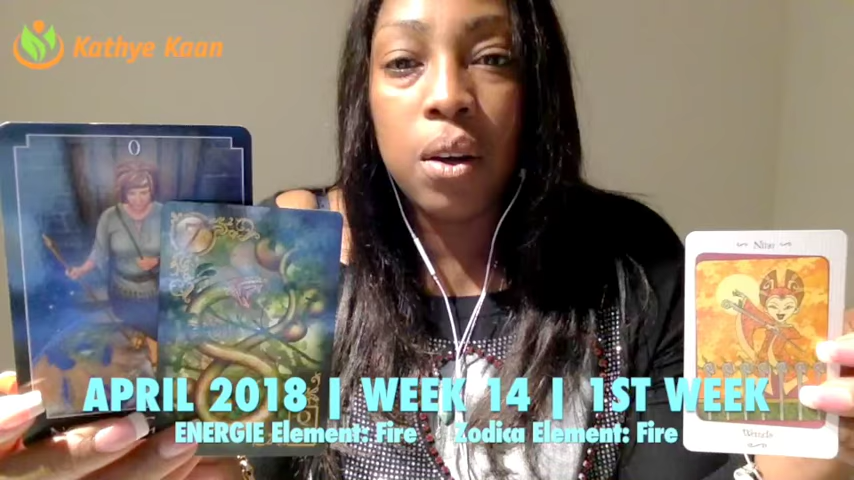 Kathye Kaan
0
Nine
APRIL 2018 | WEEK 14 | 1ST WEEK
ENERGIE Element: Fire Zodica Element: Fire
Wands